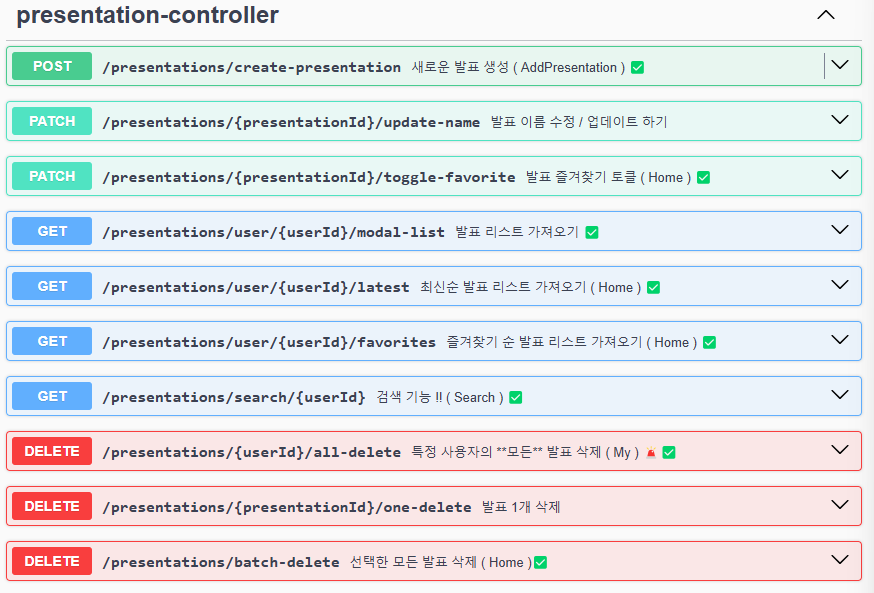 presentation-controller
POST /presentations/create-presentation 새로운 발표 생성 ( AddPresentation ) ✅
PATCH /presentations/{presentationId}/update-name 발표 이름 수정 / 업데이트 하기
PATCH /presentations/{presentationId}/toggle-favorite 발표 즐겨찾기 토글 ( Home ) ✅
GET /presentations/user/{userId}/modal-list 발표 리스트 가져오기 ✅
GET /presentations/user/{userId}/latest 최신순 발표 리스트 가져오기 ( Home ) ✅
GET /presentations/user/{userId}/favorites 즐겨찾기 순 발표 리스트 가져오기 ( Home ) ✅
GET /presentations/search/{userId} 검색 기능 !! ( Search ) ✅
DELETE /presentations/{userId}/all-delete 특정 사용자의 **모든** 발표 삭제 ( My ) 🚨 ✅
DELETE /presentations/{presentationId}/one-delete 발표 1개 삭제
DELETE /presentations/batch-delete 선택한 모든 발표 삭제 ( Home )✅